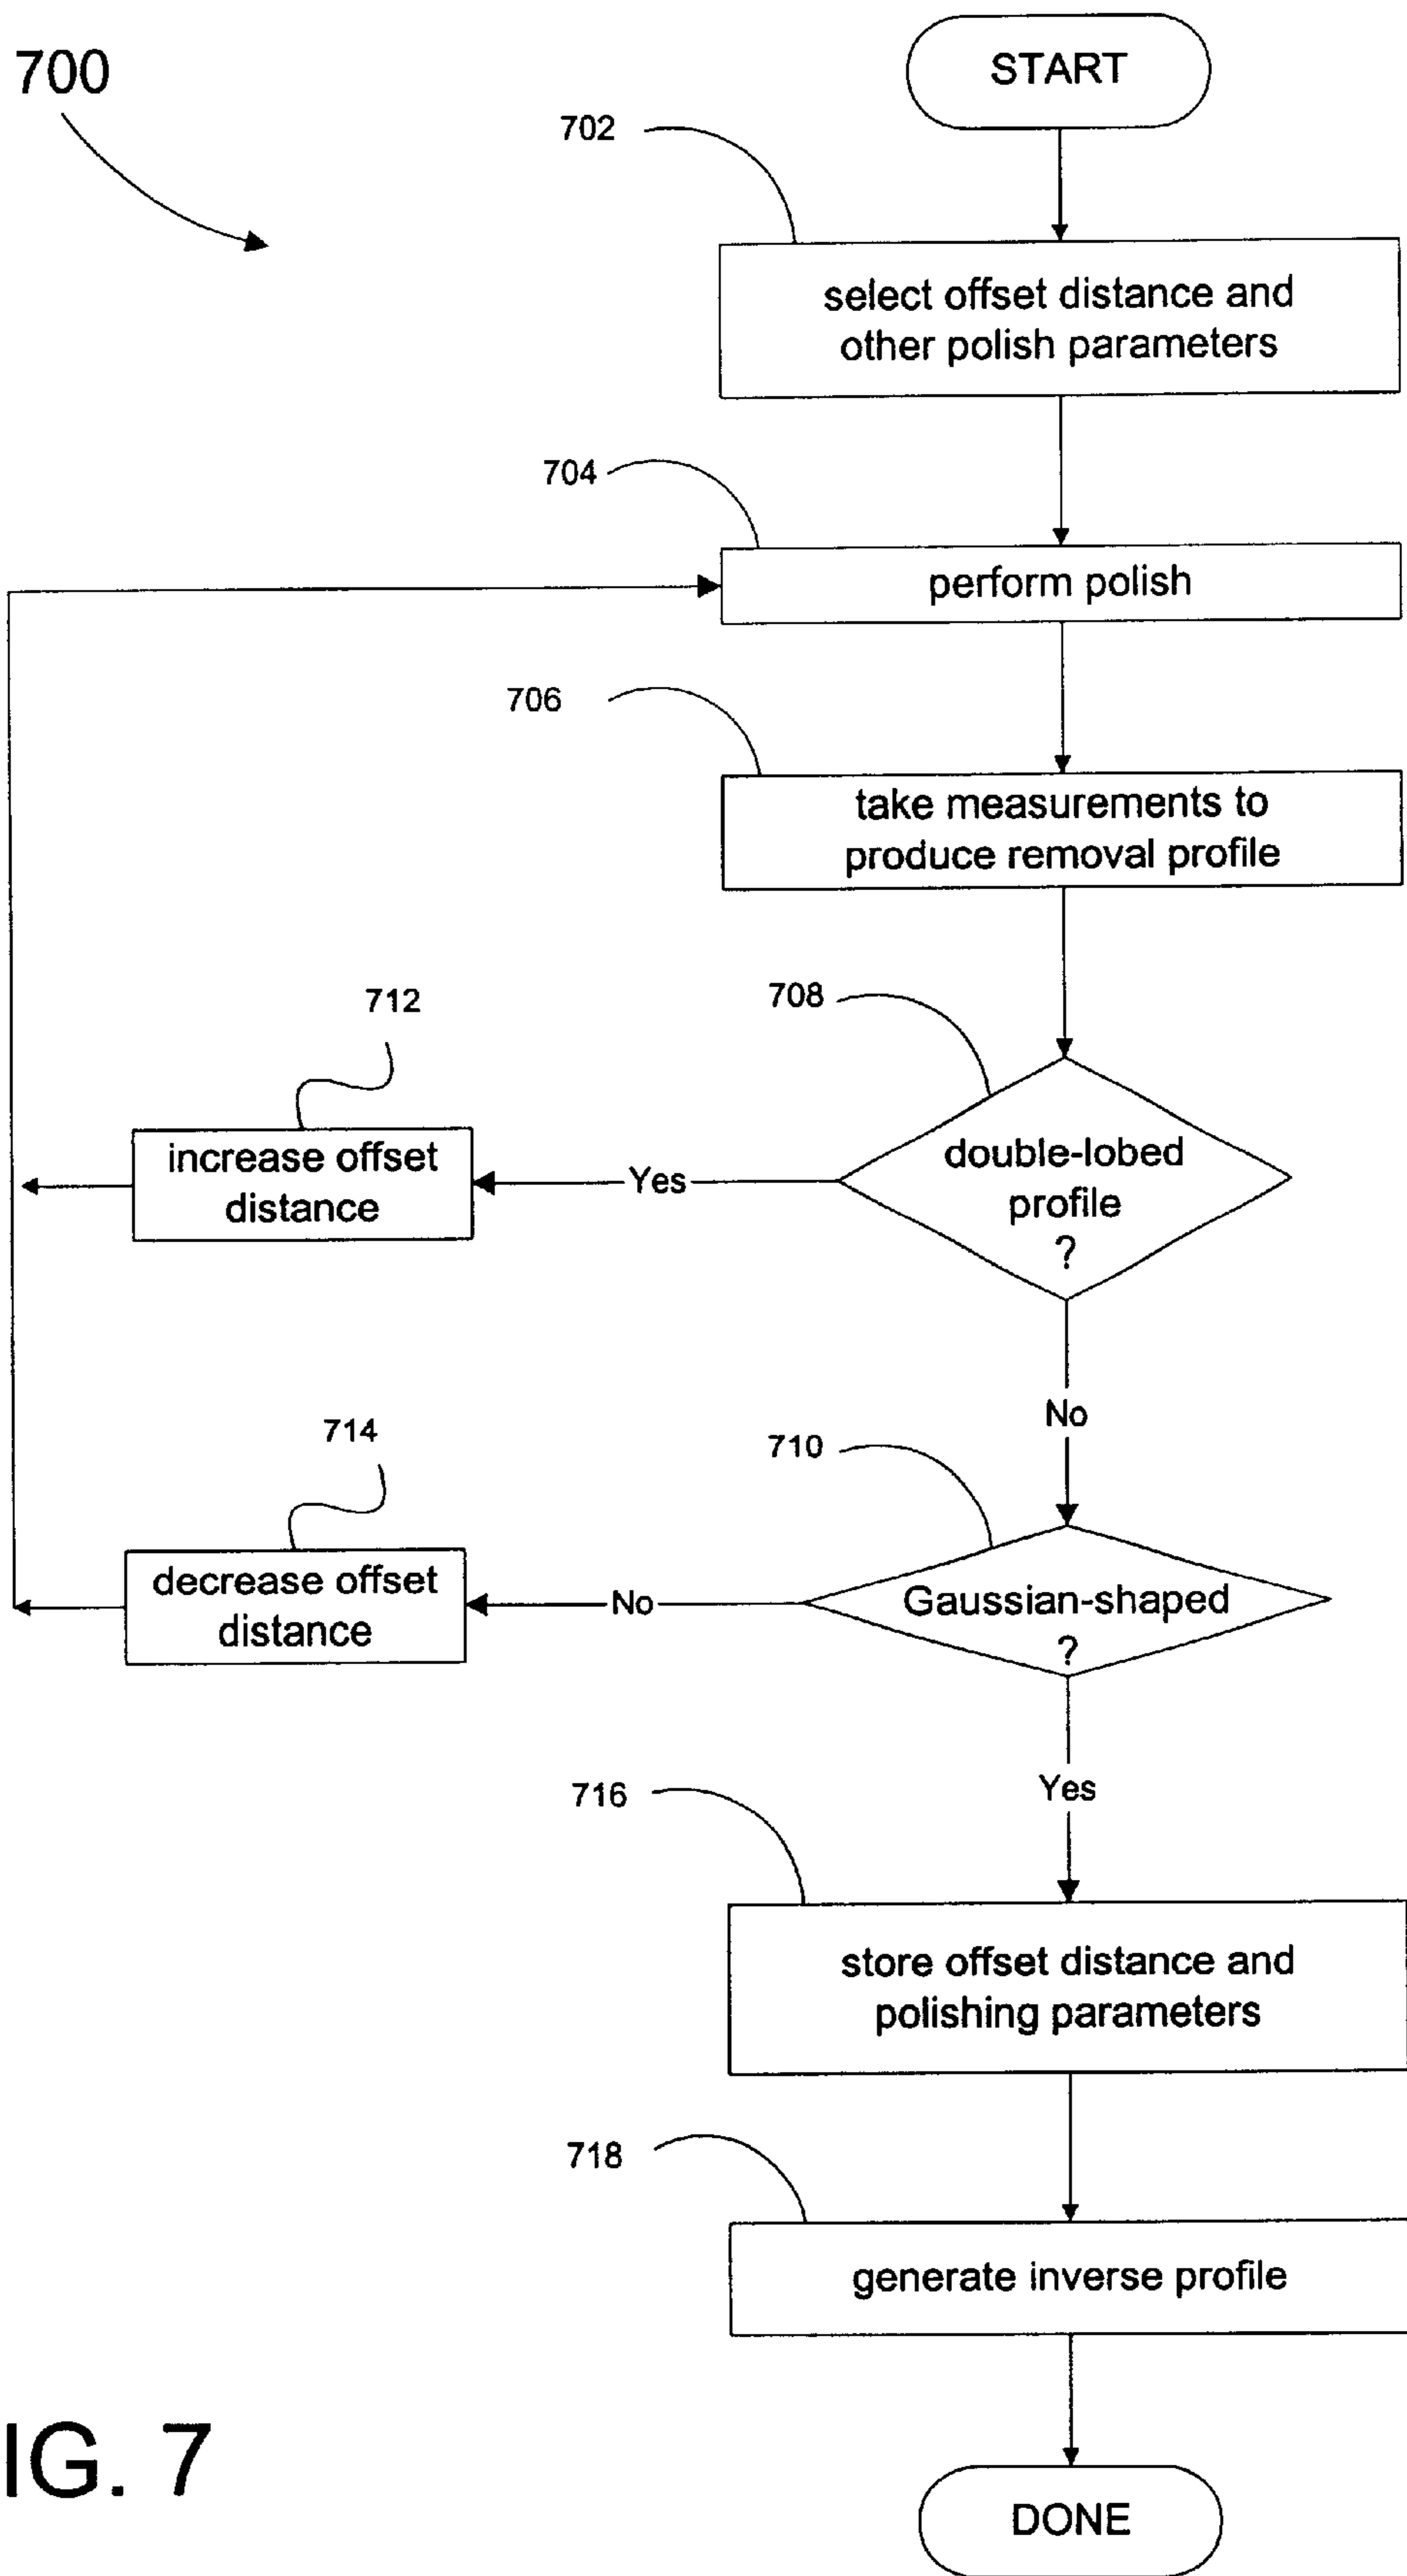 700
START
702
select offset distance and
other polish parameters
704
perform polish
706
take measurements to
produce removal profile
708
712
double-lobed
profile
?
Yes
increase offset
distance
No
710
714
Gaussian-shaped
?
No
decrease offset
distance
Yes
716
store offset distance and
polishing parameters
718
generate inverse profile
IG. 7
DONE